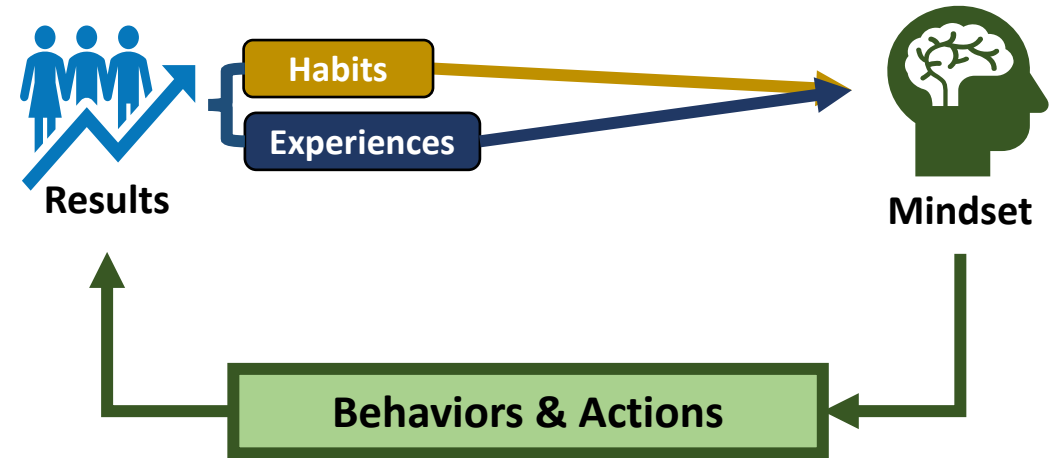 Habits
Experiences
Results
Mindset
Behaviors & Actions